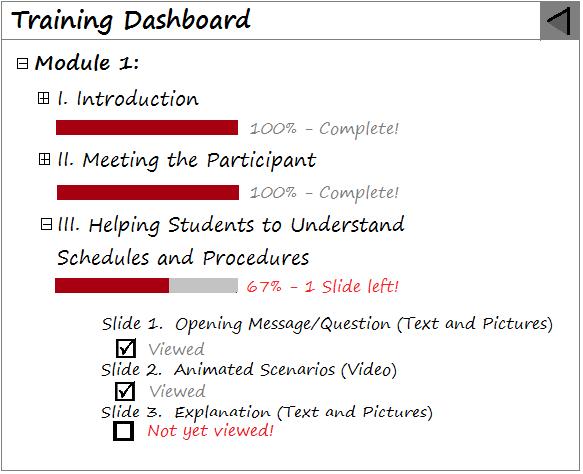 Training Dashboard
Module 1:
I. Introduction
100% - Complete!
II. Meeting the Participant
100% - Complete!
III. Helping Students to Understand
Schedules and Procedures
67% - 1 Slide left!
Slide 1. Opening Message/Question (Text and Pictures)
Viewed
Slide 2. Animated Scenarios (Video)
Viewed
Slide 3. Explanation (Text and Pictures)
Not yet viewed!